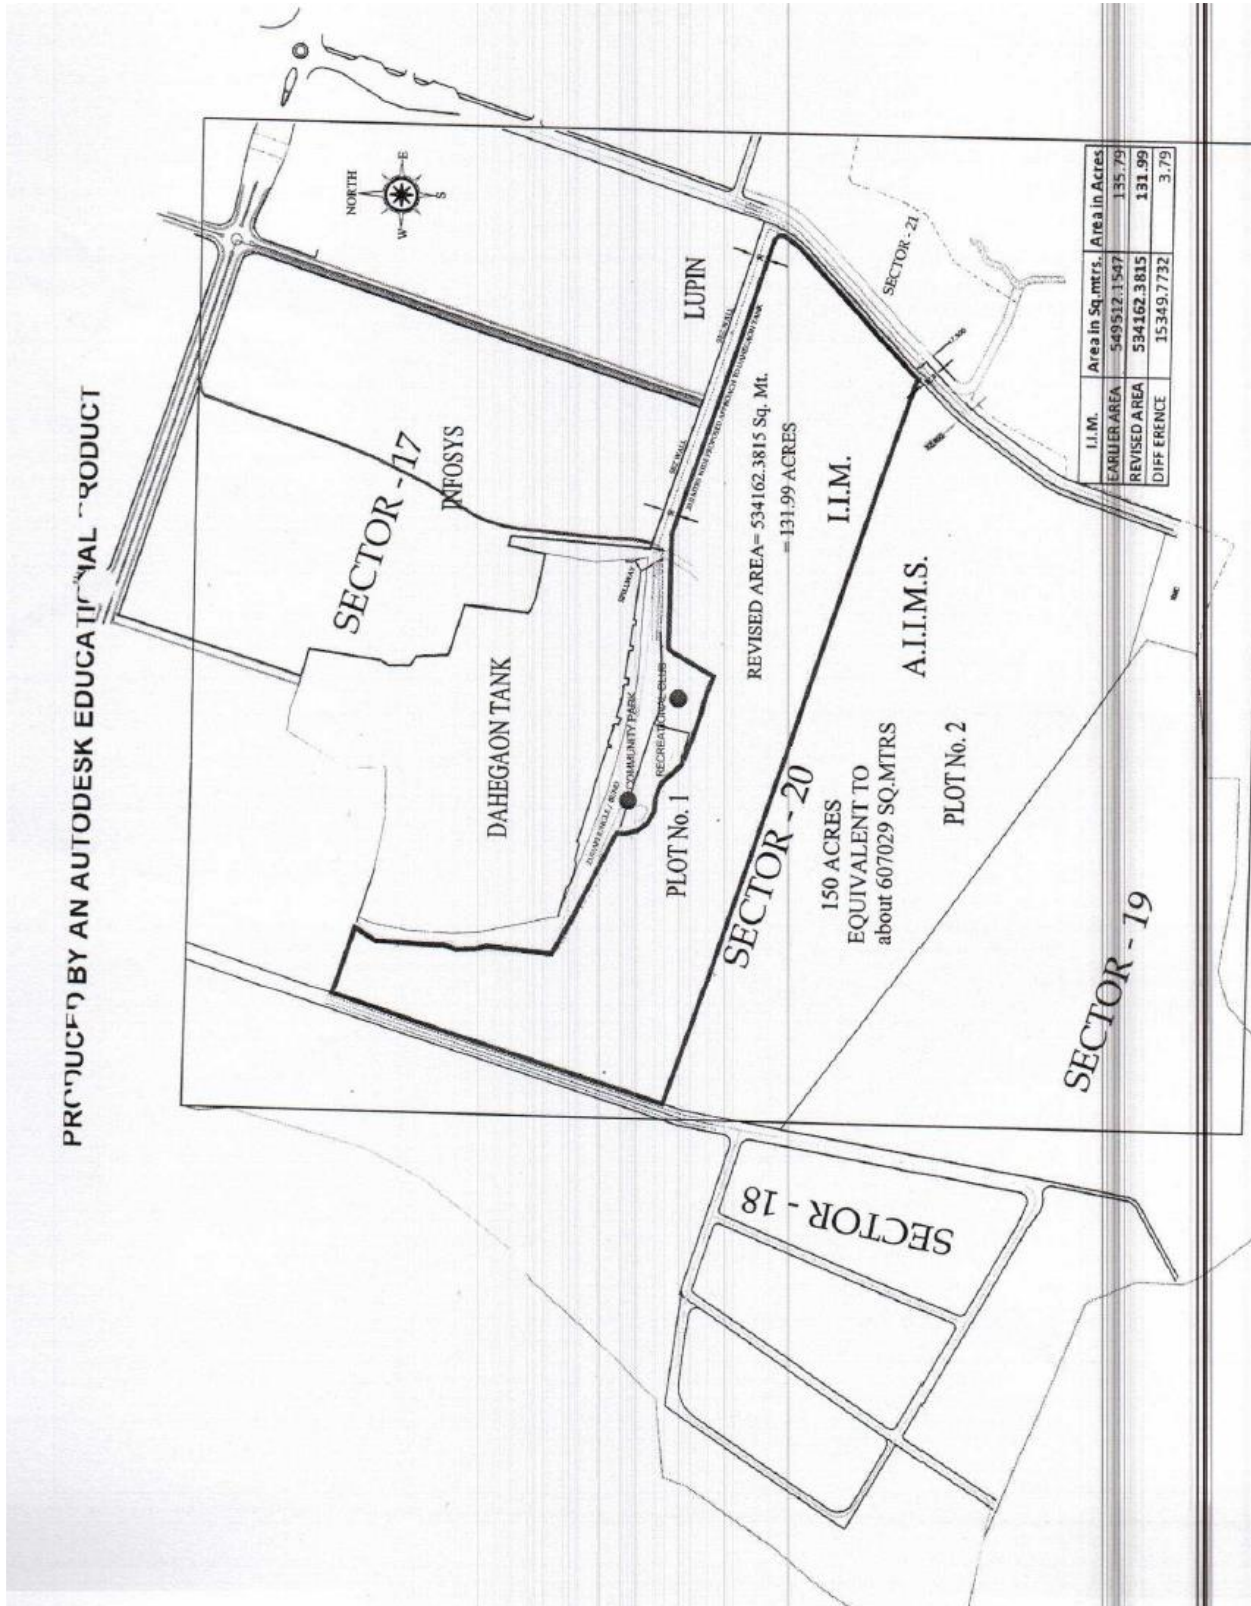 PRODUCED BY AN AUTODESK EDUCATIONAL PRODUCT
NORTH
W
E
S
SECTOR - 17
INFOSYS
LUPIN
DAHEGAON TANK
SPILLWAY
COMMUNITY PARK
RECREATIONAL CLUB
PLOT No. 1
REVISED AREA= 534162.3815 Sq. Mt.
= 131.99 ACRES
I.I.M.
SECTOR - 21
SECTOR - 20
150 ACRES
EQUIVALENT TO
about 607029 SQ.MTRS
A.I.I.M.S.
PLOT No. 2
SECTOR - 19
SECTOR - 18
I.I.M. Area in Sq.mtrs. Area in Acres
EARLIER AREA 549512.1547 135.79
REVISED AREA 534162.3815 131.99
DIFFERENCE 15349.7732 3.79